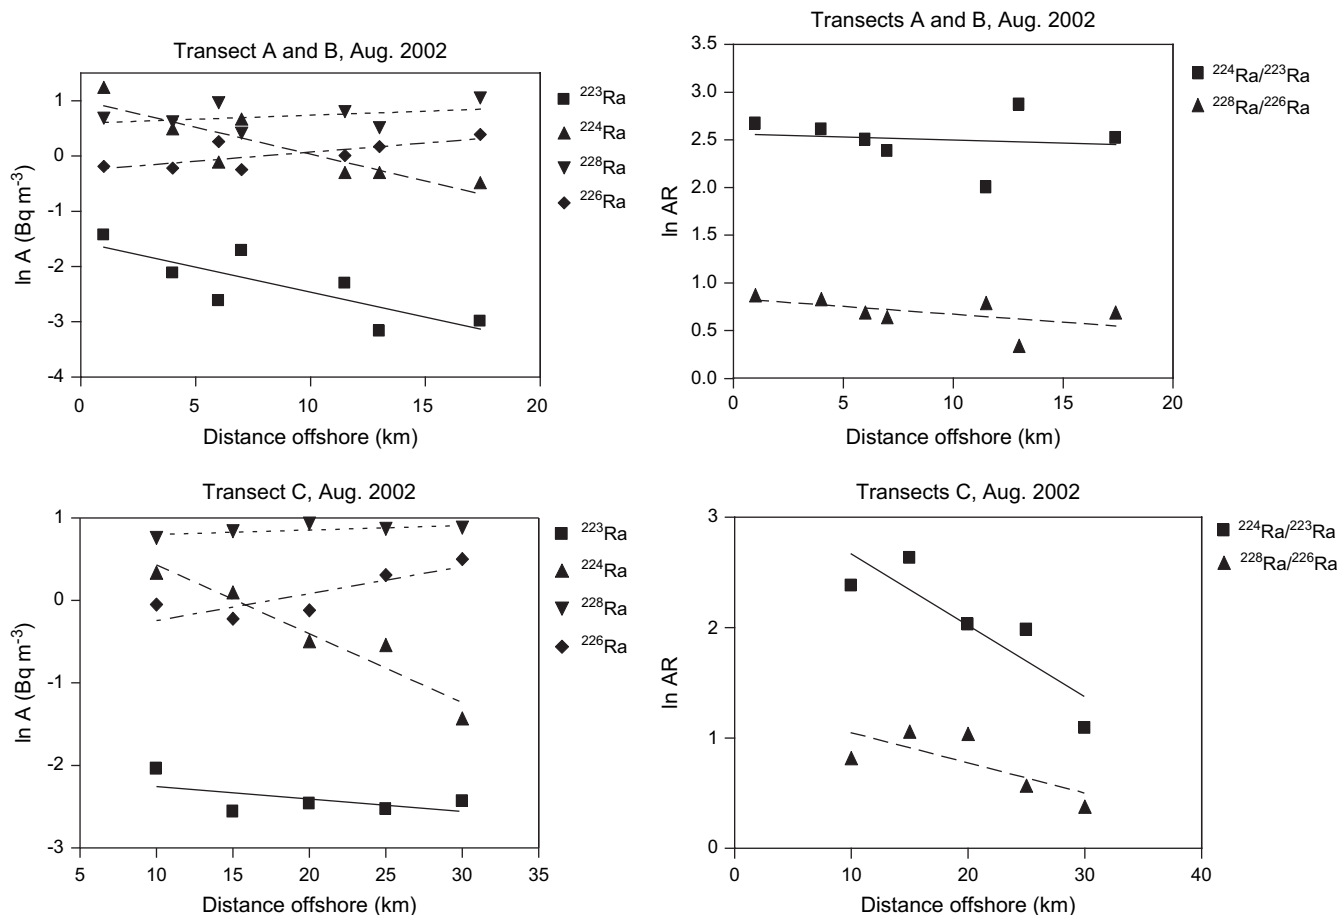 Transect A and B, Aug. 2002
1
0
-1
-2
-3
-4
0 5 10 15 20
ln A (Bq m⁻³)
Distance offshore (km)
²²³Ra
²²⁴Ra
²²⁸Ra
²²⁶Ra
Transects A and B, Aug. 2002
3.5
3.0
2.5
2.0
1.5
1.0
0.5
0.0
0 5 10 15 20
ln AR
Distance offshore (km)
²²⁴Ra/²²³Ra
²²⁸Ra/²²⁶Ra
Transect C, Aug. 2002
1
0
-1
-2
-3
5 10 15 20 25 30 35
ln A (Bq m⁻³)
Distance offshore (km)
²²³Ra
²²⁴Ra
²²⁸Ra
²²⁶Ra
Transects C, Aug. 2002
3
2
1
0
0 10 20 30 40
ln AR
Distance offshore (km)
²²⁴Ra/²²³Ra
²²⁸Ra/²²⁶Ra